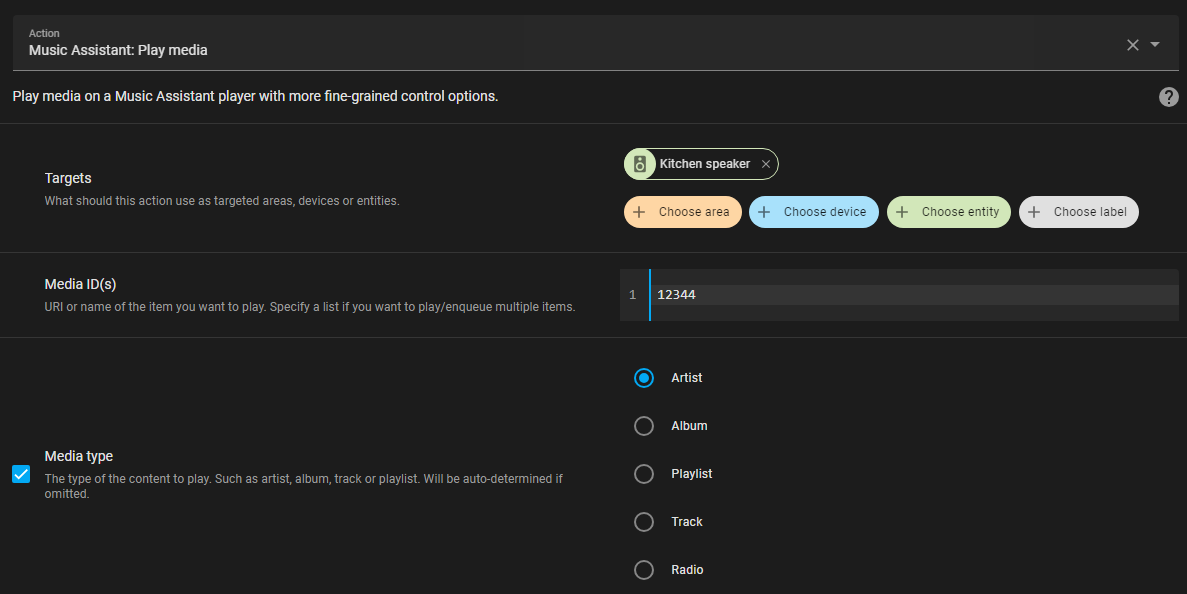 Action
Music Assistant: Play media
Play media on a Music Assistant player with more fine-grained control options.
Targets
What should this action use as targeted areas, devices or entities.
Kitchen speaker
Choose area
Choose device
Choose entity
Choose label
Media ID(s)
URI or name of the item you want to play. Specify a list if you want to play/enqueue multiple items.
1 12344
Media type
The type of the content to play. Such as artist, album, track or playlist. Will be auto-determined if
omitted.
Artist
Album
Playlist
Track
Radio